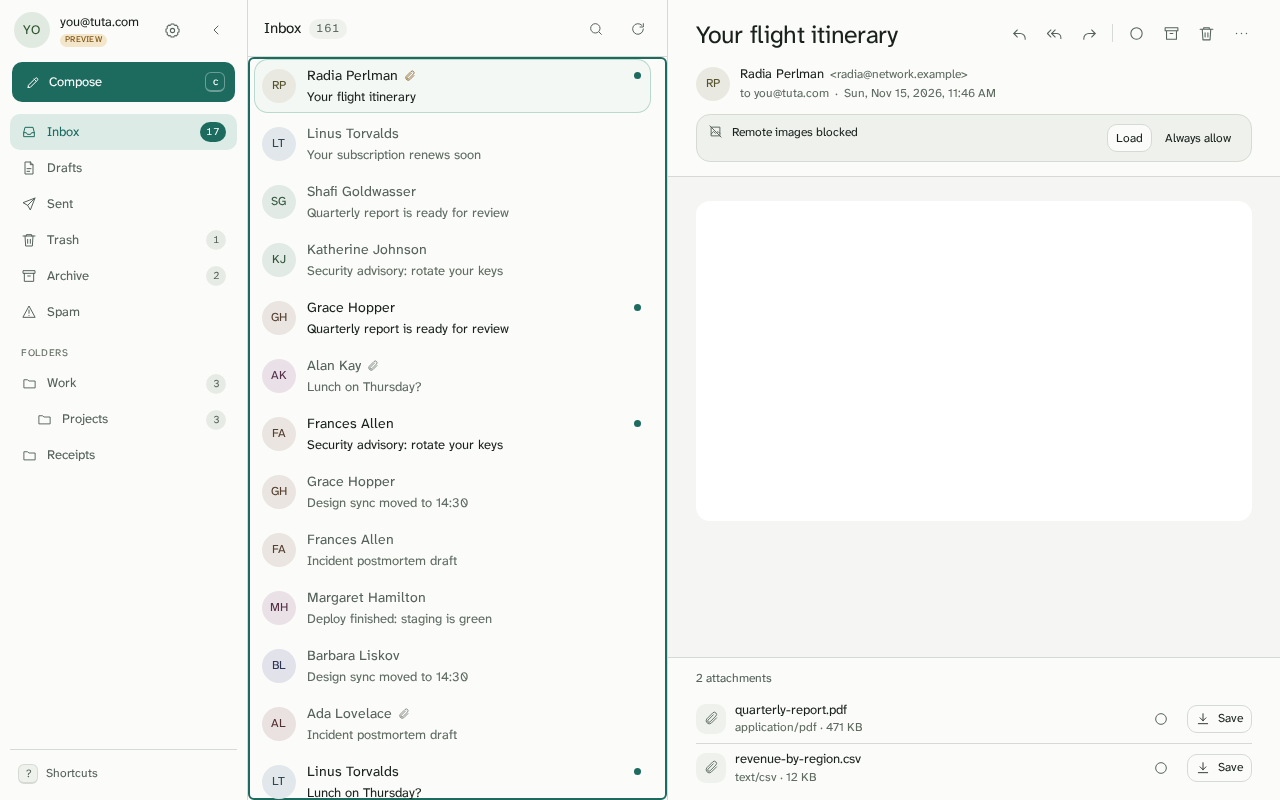 YO
you@tuta.com
PREVIEW
Compose
c
Inbox
17
Drafts
Sent
Trash
1
Archive
2
Spam
FOLDERS
Work
3
Projects
3
Receipts
?
Shortcuts
Inbox
161
RP
Radia Perlman
Your flight itinerary
LT
Linus Torvalds
Your subscription renews soon
SG
Shafi Goldwasser
Quarterly report is ready for review
KJ
Katherine Johnson
Security advisory: rotate your keys
GH
Grace Hopper
Quarterly report is ready for review
AK
Alan Kay
Lunch on Thursday?
FA
Frances Allen
Security advisory: rotate your keys
GH
Grace Hopper
Design sync moved to 14:30
FA
Frances Allen
Incident postmortem draft
MH
Margaret Hamilton
Deploy finished: staging is green
BL
Barbara Liskov
Design sync moved to 14:30
AL
Ada Lovelace
Incident postmortem draft
LT
Linus Torvalds
Lunch on Thursday?
Your flight itinerary
RP
Radia Perlman <radia@network.example>
to you@tuta.com · Sun, Nov 15, 2026, 11:46 AM
Remote images blocked
Load
Always allow
2 attachments
quarterly-report.pdf
application/pdf · 471 KB
Save
revenue-by-region.csv
text/csv · 12 KB
Save